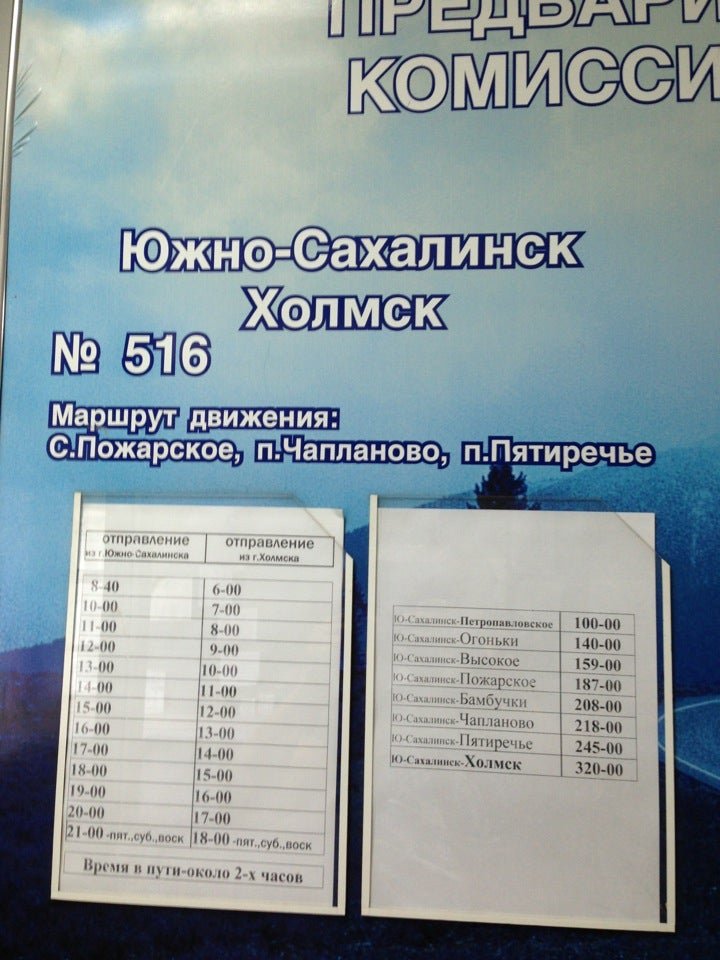 ПРЕДВАРИ
КОМИССИ
Южно-Сахалинск
Холмск
№ 516
Маршрут движения:
С.Пожарское, п.Чапланово, п.Пятиречье
отправление из г.Южно-Сахалинска отправление из г.Холмска
8-40 6-00
10-00 7-00
11-00 8-00
12-00 9-00
13-00 10-00
14-00 11-00
15-00 12-00
16-00 13-00
17-00 14-00
18-00 15-00
19-00 16-00
20-00 17-00
21-00 -пят.,суб.,воск 18-00 -пят.,суб.,воск
Время в пути-около 2-х часов
Ю-Сахалинск-Петропавловское 100-00
Ю-Сахалинск-Огоньки 140-00
Ю-Сахалинск-Высокое 159-00
Ю-Сахалинск-Пожарское 187-00
Ю-Сахалинск-Бамбучки 208-00
Ю-Сахалинск-Чапланово 218-00
Ю-Сахалинск-Пятиречье 245-00
Ю-Сахалинск-Холмск 320-00